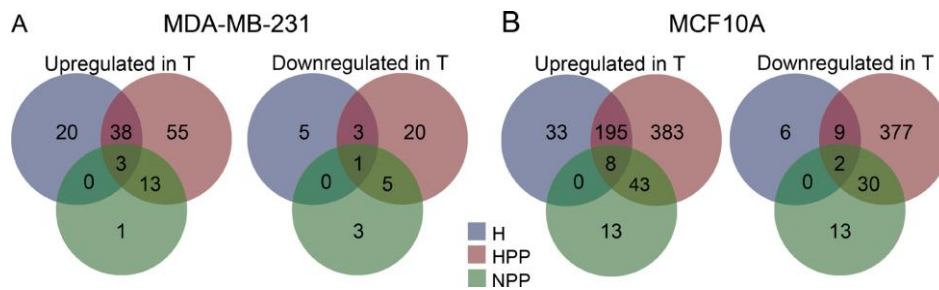 A MDA-MB-231
Upregulated in T Downregulated in T
20 38 55
3
0 13
1
5 3 20
1
0 5
3
B MCF10A
Upregulated in T Downregulated in T
33 195 383
8
0 43
13
6 9 377
2
0 30
13
H
HPP
NPP